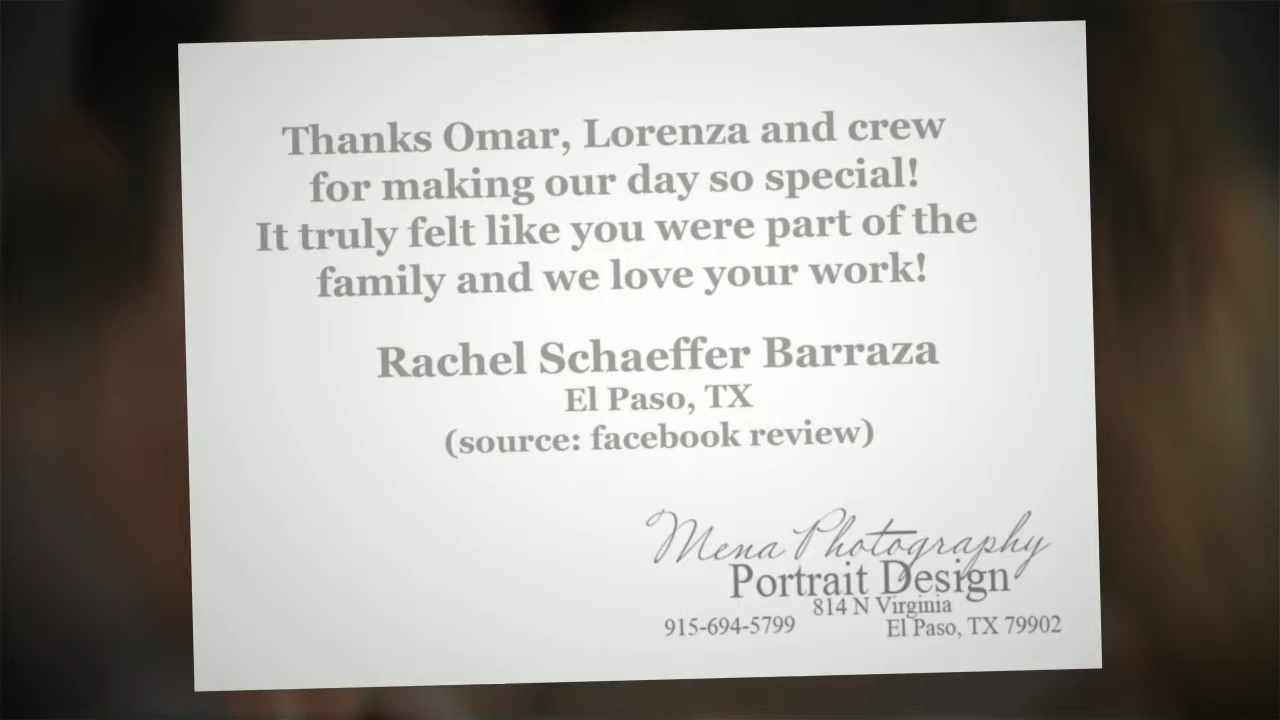 Thanks Omar, Lorenza and crew
for making our day so special!
It truly felt like you were part of the
family and we love your work!
Rachel Schaeffer Barraza
El Paso, TX
(source: facebook review)
Mena Photography
Portrait Design
814 N Virginia
915-694-5799 El Paso, TX 79902